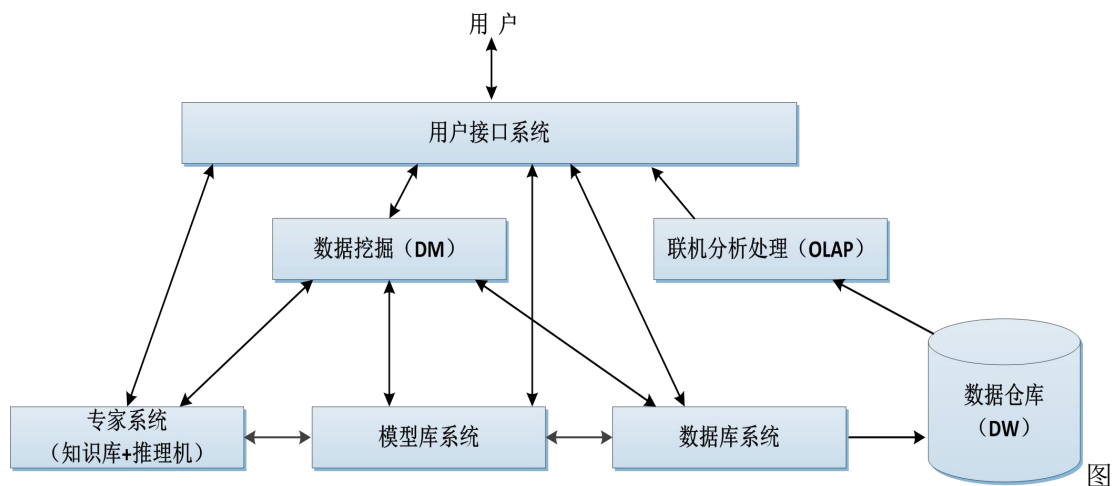 用 户
用户接口系统
数据挖掘（DM）
联机分析处理（OLAP）
专家系统
（知识库+推理机）
模型库系统
数据库系统
数据仓库
（DW）
图